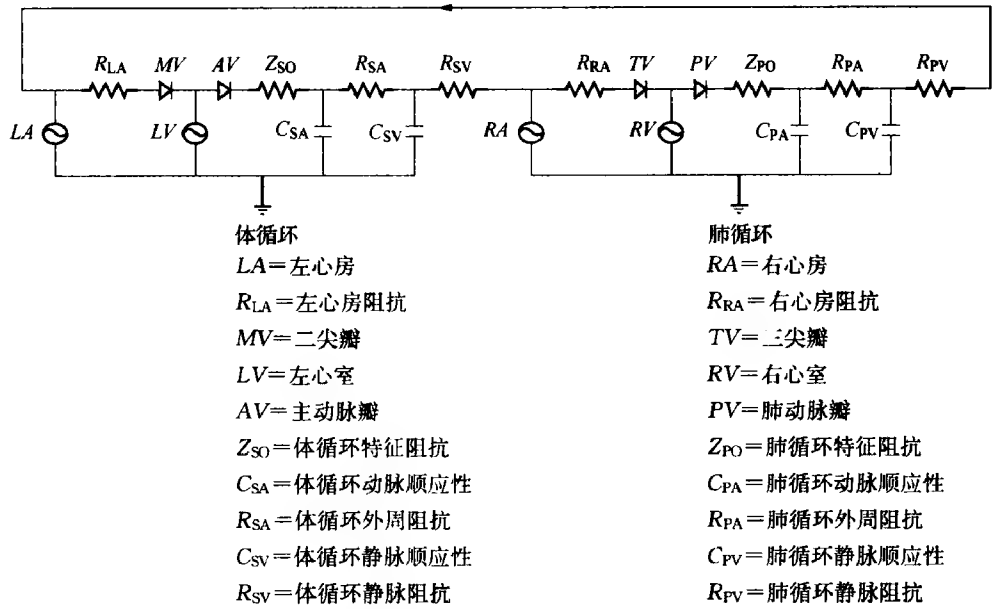 R_LA MV AV Z_SO R_SA R_SV R_RA TV PV Z_PO R_PA R_PV
LA LV C_SA C_SV RA RV C_PA C_PV
体循环
LA=左心房
R_LA=左心房阻抗
MV=二尖瓣
LV=左心室
AV=主动脉瓣
Z_SO=体循环特征阻抗
C_SA=体循环动脉顺应性
R_SA=体循环外周阻抗
C_SV=体循环静脉顺应性
R_SV=体循环静脉阻抗
肺循环
RA=右心房
R_RA=右心房阻抗
TV=三尖瓣
RV=右心室
PV=肺动脉瓣
Z_PO=肺循环特征阻抗
C_PA=肺循环动脉顺应性
R_PA=肺循环外周阻抗
C_PV=肺循环静脉顺应性
R_PV=肺循环静脉阻抗